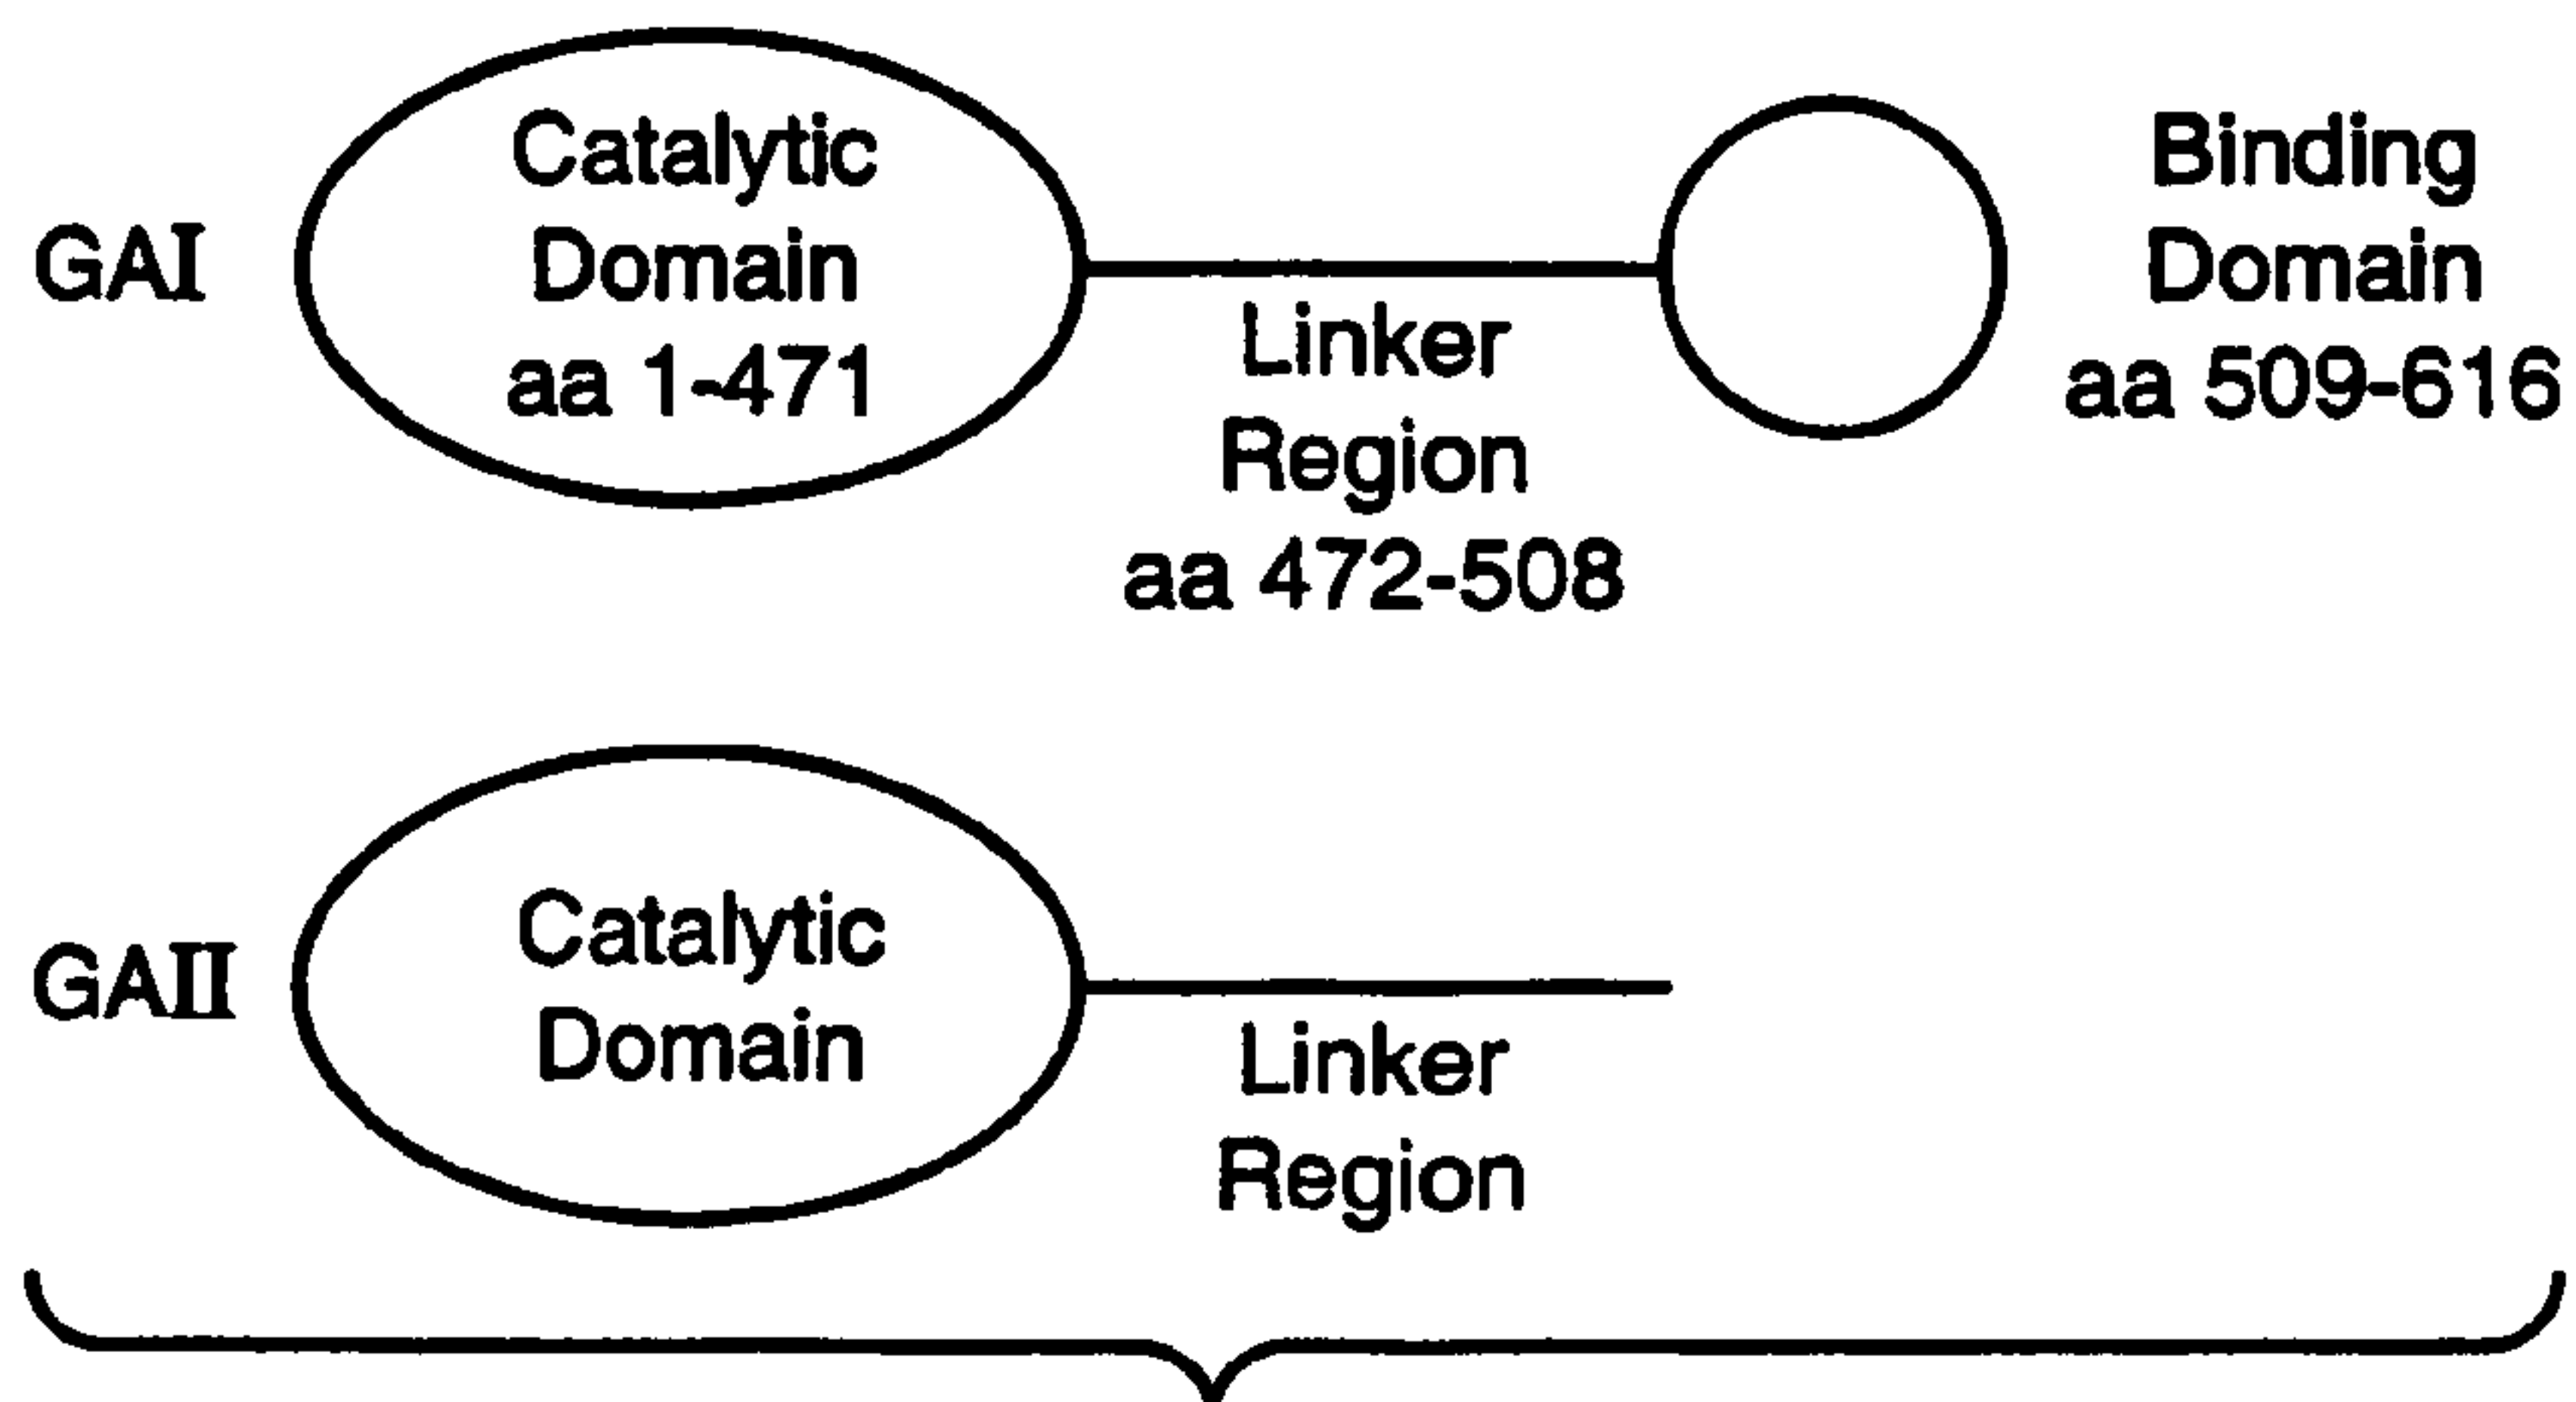 GAI
Catalytic
Domain
aa 1-471
Linker
Region
aa 472-508
Binding
Domain
aa 509-616
GAII
Catalytic
Domain
Linker
Region